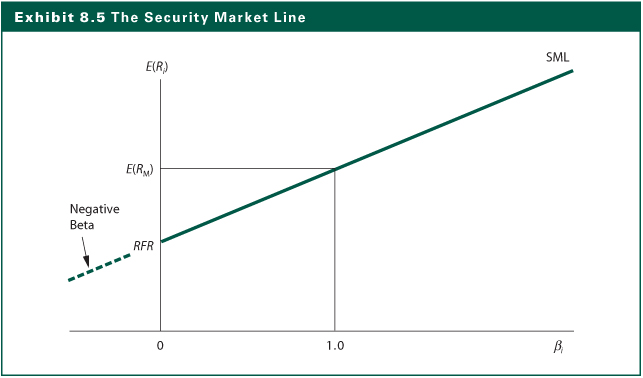 Exhibit 8.5 The Security Market Line
SML
E(Ri)
E(RM)
Negative
Beta
RFR
0
1.0
βi